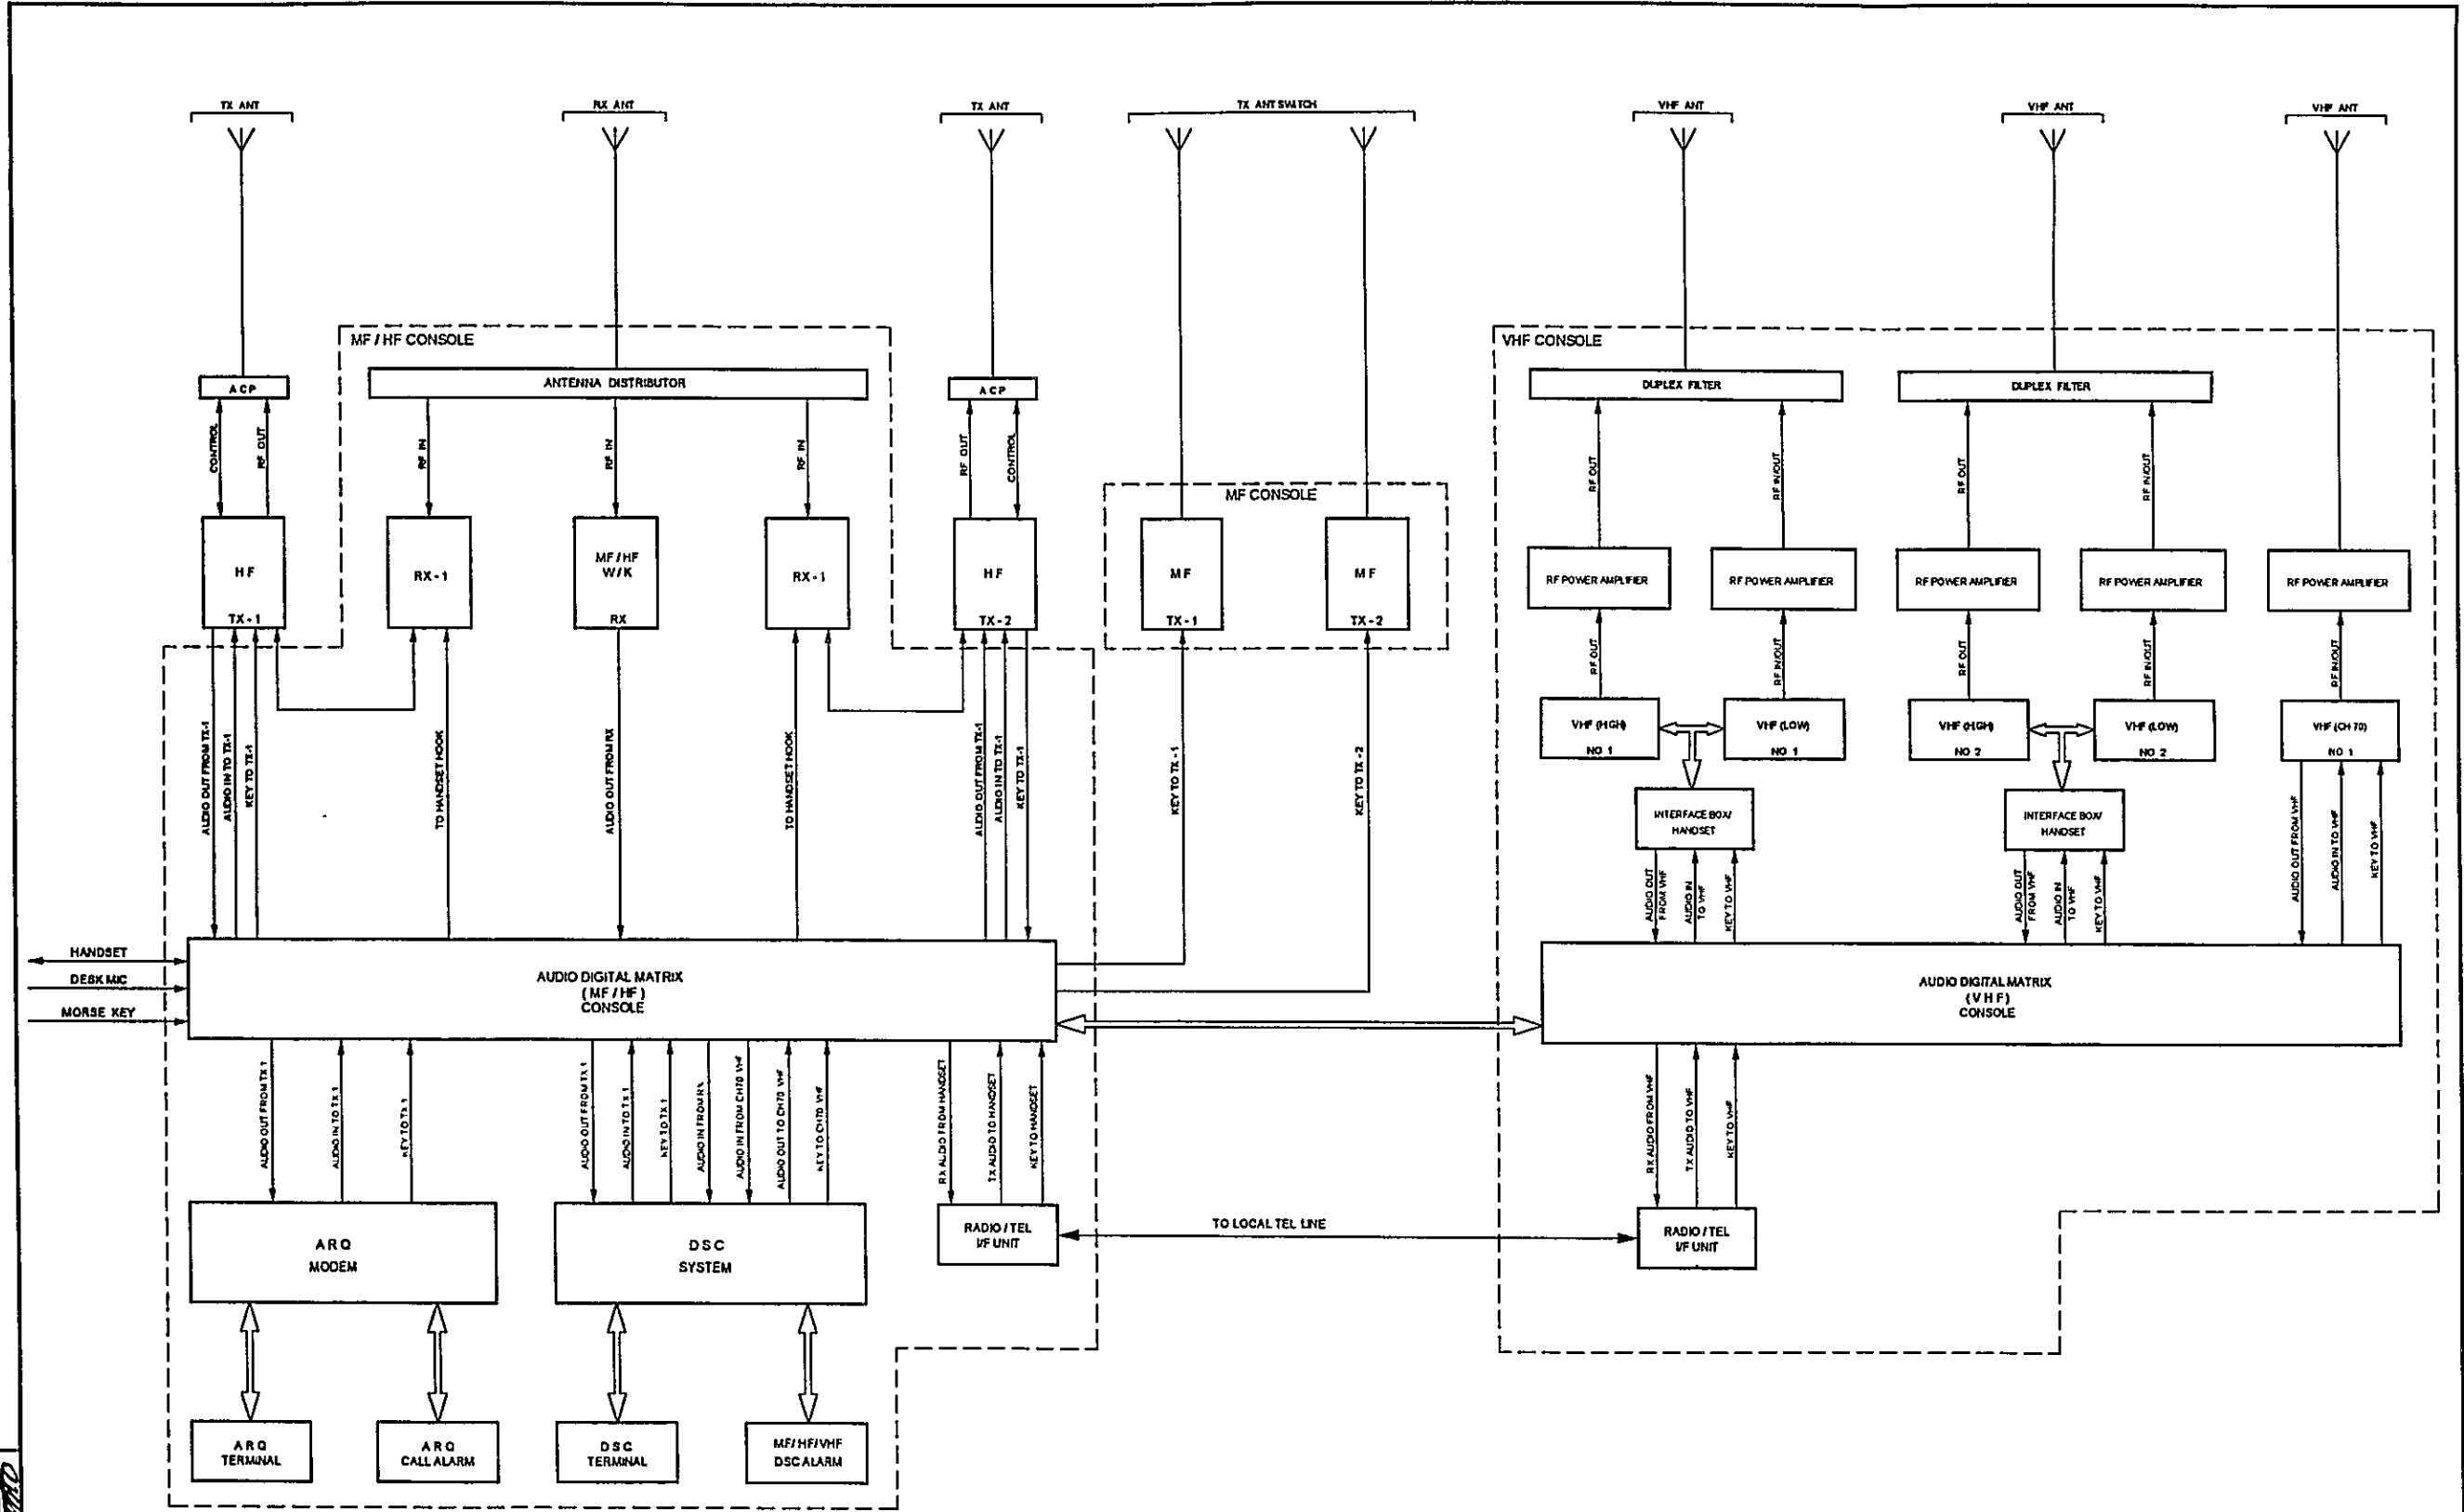 TX ANT
RX ANT
TX ANT
TX ANT SWITCH
VHF ANT
VHF ANT
VHF ANT
MF / HF CONSOLE
VHF CONSOLE
ACP
ANTENNA DISTRIBUTOR
ACP
DUPLEX FILTER
DUPLEX FILTER
CONTROL
RF OUT
RF IN
RF IN
RF IN
RF OUT
CONTROL
RF OUT
RF IN/OUT
RF OUT
RF IN/OUT
MF CONSOLE
HF
TX - 1
RX - 1
MF / HF
W/K
RX
RX - 1
HF
TX - 2
MF
TX - 1
MF
TX - 2
RF POWER AMPLIFIER
RF POWER AMPLIFIER
RF POWER AMPLIFIER
RF POWER AMPLIFIER
RF POWER AMPLIFIER
RF OUT
RF IN/OUT
RF OUT
RF IN/OUT
RF IN/OUT
VHF (HIGH)
NO 1
VHF (LOW)
NO 1
VHF (HIGH)
NO 2
VHF (LOW)
NO 2
VHF (CH 70)
NO 1
AUDIO OUT FROM TX-1
AUDIO IN TO TX-1
KEY TO TX-1
TO HANDSET HOOK
AUDIO OUT FROM RX
TO HANDSET HOOK
AUDIO OUT FROM TX-1
AUDIO IN TO TX-1
KEY TO TX-1
KEY TO TX -1
KEY TO TX -2
INTERFACE BOX/
HANDSET
INTERFACE BOX/
HANDSET
AUDIO OUT
FROM VHF
AUDIO IN
TO VHF
KEY TO VHF
AUDIO OUT
FROM VHF
AUDIO IN
TO VHF
KEY TO VHF
AUDIO OUT FROM VHF
AUDIO IN TO VHF
KEY TO VHF
HANDSET
DESK MIC
MORSE KEY
AUDIO DIGITAL MATRIX
( MF / HF )
CONSOLE
AUDIO DIGITAL MATRIX
( V H F )
CONSOLE
AUDIO OUT FROM TX 1
AUDIO IN TO TX 1
KEY TO TX 1
AUDIO OUT FROM TX 1
AUDIO IN TO TX 1
KEY TO TX 1
AUDIO IN FROM RX
AUDIO IN FROM CH70 VHF
AUDIO OUT TO CH70 VHF
KEY TO CH70 VHF
RX AUDIO FROM HANDSET
TX AUDIO TO HANDSET
KEY TO HANDSET
RX AUDIO FROM VHF
TX AUDIO TO VHF
KEY TO VHF
ARQ
MODEM
DSC
SYSTEM
RADIO / TEL
I/F UNIT
TO LOCAL TEL LINE
RADIO / TEL
I/F UNIT
ARQ
TERMINAL
ARQ
CALL ALARM
DSC
TERMINAL
MF/ HF/ VHF
DSC ALARM